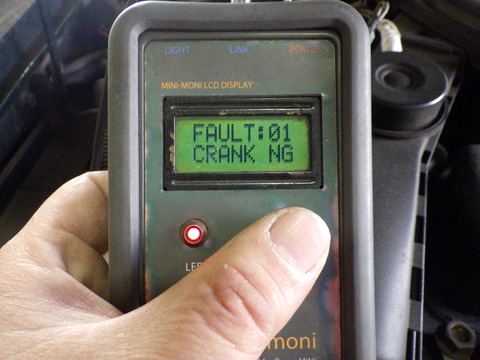 LIGHT LINK POWER
MINI-MONI LCD DISPLAY
FAULT:01
CRANK NG
moni